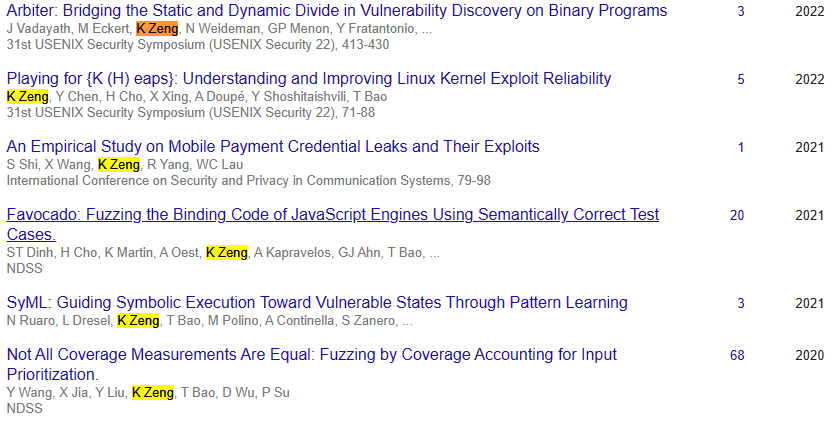 Arbiter: Bridging the Static and Dynamic Divide in Vulnerability Discovery on Binary Programs 3 2022
J Vadayath, M Eckert, K Zeng, N Weideman, GP Menon, Y Fratantonio, ...
31st USENIX Security Symposium (USENIX Security 22), 413-430
Playing for {K (H) eaps}: Understanding and Improving Linux Kernel Exploit Reliability 5 2022
K Zeng, Y Chen, H Cho, X Xing, A Doupé, Y Shoshitaishvili, T Bao
31st USENIX Security Symposium (USENIX Security 22), 71-88
An Empirical Study on Mobile Payment Credential Leaks and Their Exploits 1 2021
S Shi, X Wang, K Zeng, R Yang, WC Lau
International Conference on Security and Privacy in Communication Systems, 79-98
Favocado: Fuzzing the Binding Code of JavaScript Engines Using Semantically Correct Test 20 2021
Cases.
ST Dinh, H Cho, K Martin, A Oest, K Zeng, A Kapravelos, GJ Ahn, T Bao, ...
NDSS
SyML: Guiding Symbolic Execution Toward Vulnerable States Through Pattern Learning 3 2021
N Ruaro, L Dresel, K Zeng, T Bao, M Polino, A Continella, S Zanero, ...
Not All Coverage Measurements Are Equal: Fuzzing by Coverage Accounting for Input 68 2020
Prioritization.
Y Wang, X Jia, Y Liu, K Zeng, T Bao, D Wu, P Su
NDSS